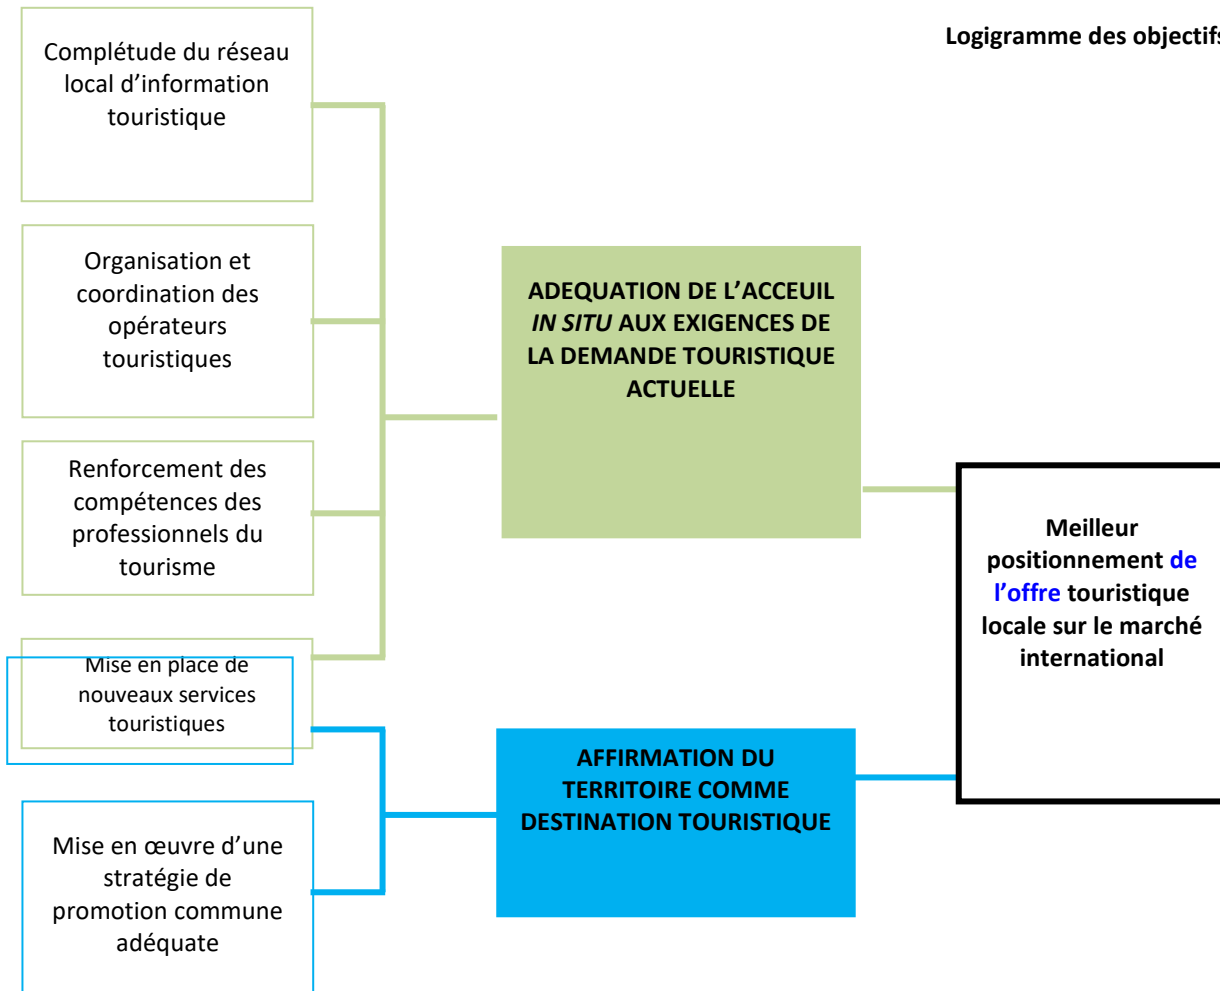 Logigramme des objectifs
Complétude du réseau
local d’information
touristique
Organisation et
coordination des
opérateurs
touristiques
Renforcement des
compétences des
professionnels du
tourisme
Mise en place de
nouveaux services
touristiques
Mise en œuvre d’une
stratégie de
promotion commune
adéquate
ADEQUATION DE L’ACCEUIL
IN SITU AUX EXIGENCES DE
LA DEMANDE TOURISTIQUE
ACTUELLE
AFFIRMATION DU
TERRITOIRE COMME
DESTINATION TOURISTIQUE
Meilleur
positionnement de
l’offre touristique
locale sur le marché
international